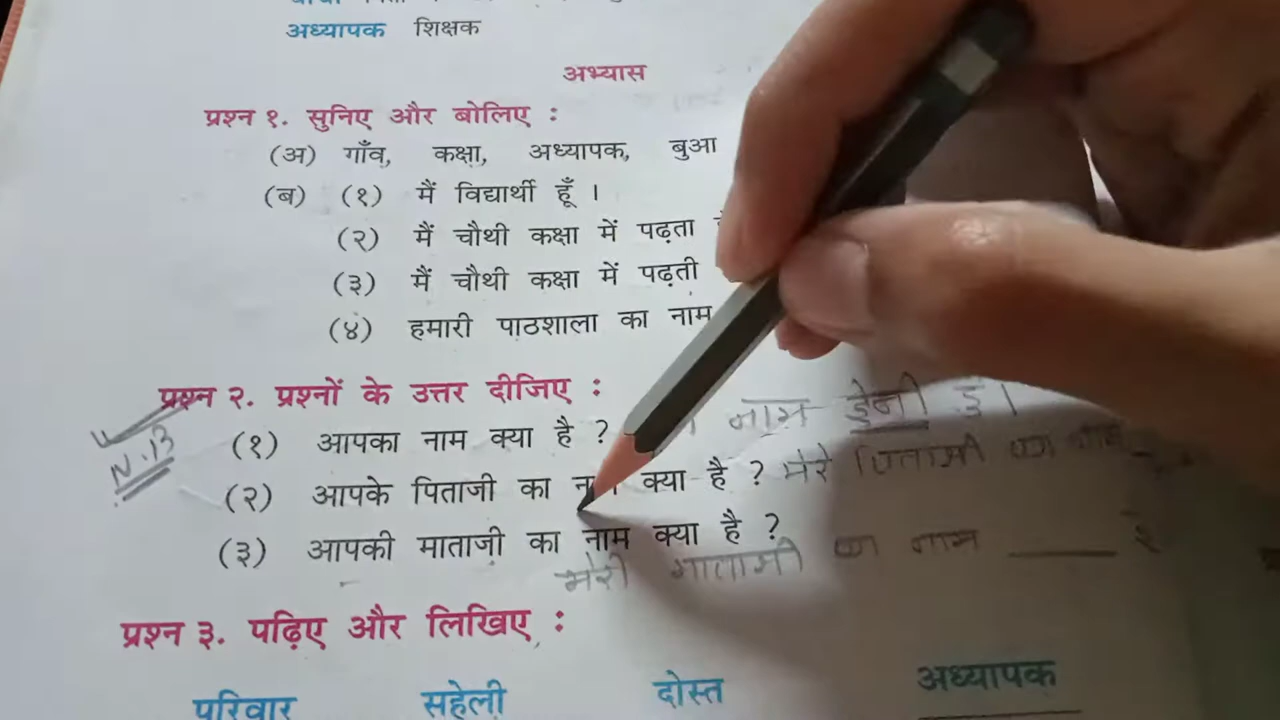 अध्यापक शिक्षक
अभ्यास
प्रश्न १. सुनिए और बोलिए :
(अ) गाँव, कक्षा, अध्यापक, बुआ
(ब) (१) मैं विद्यार्थी हूँ ।
(२) मैं चौथी कक्षा में पढ़ता
(३) मैं चौथी कक्षा में पढ़ती
(४) हमारी पाठशाला का नाम
प्रश्न २. प्रश्नों के उत्तर दीजिए :
N.13
(१) आपका नाम क्या है ? नाम डेनी है।
(२) आपके पिताजी का नाम क्या है ? मेरे पिताजी का नाम
(३) आपकी माताजी का नाम क्या है ?
मेरी माताजी का नाम ____ है
प्रश्न ३. पढ़िए और लिखिए :
परिवार सहेली दोस्त अध्यापक